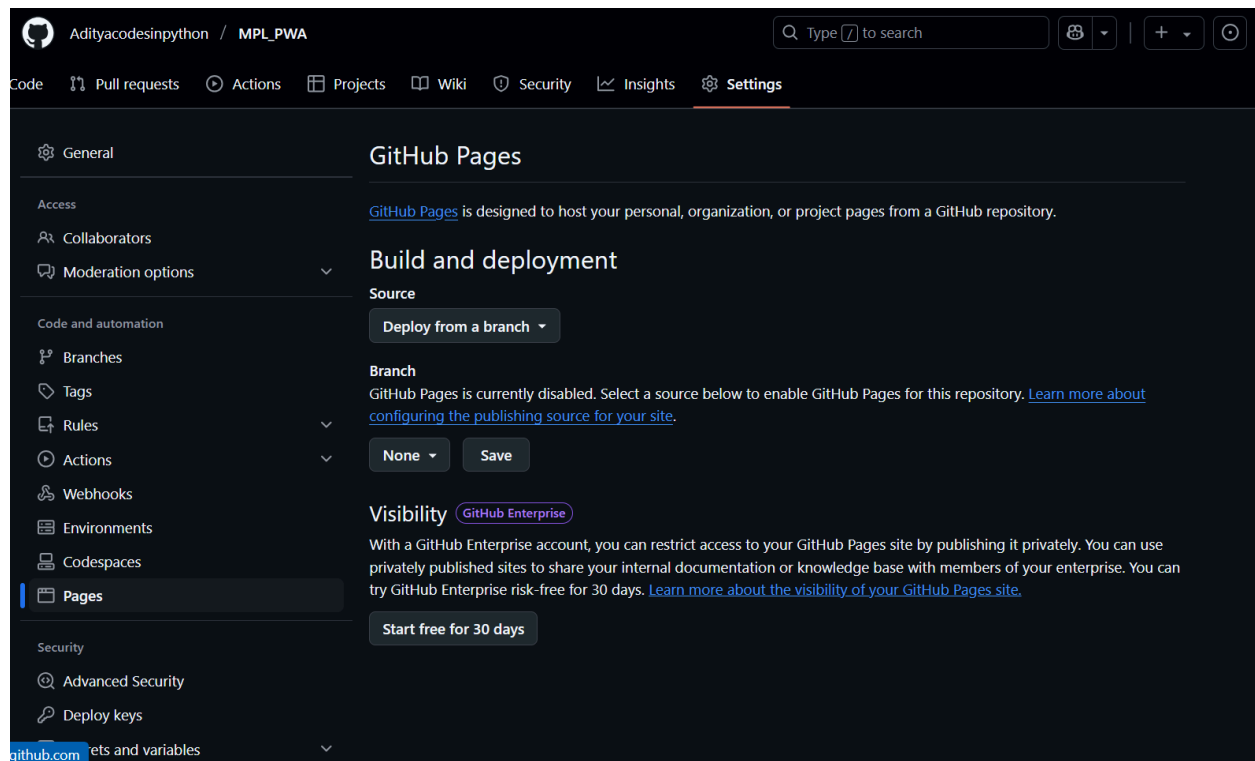 Adityacodesinpython / MPL_PWA
Type / to search
Code Pull requests Actions Projects Wiki Security Insights Settings
General
Access
Collaborators
Moderation options
Code and automation
Branches
Tags
Rules
Actions
Webhooks
Environments
Codespaces
Pages
Security
Advanced Security
Deploy keys
rets and variables
github.com
GitHub Pages
GitHub Pages is designed to host your personal, organization, or project pages from a GitHub repository.
Build and deployment
Source
Deploy from a branch
Branch
GitHub Pages is currently disabled. Select a source below to enable GitHub Pages for this repository. Learn more about
configuring the publishing source for your site.
None Save
Visibility GitHub Enterprise
With a GitHub Enterprise account, you can restrict access to your GitHub Pages site by publishing it privately. You can use
privately published sites to share your internal documentation or knowledge base with members of your enterprise. You can
try GitHub Enterprise risk-free for 30 days. Learn more about the visibility of your GitHub Pages site.
Start free for 30 days